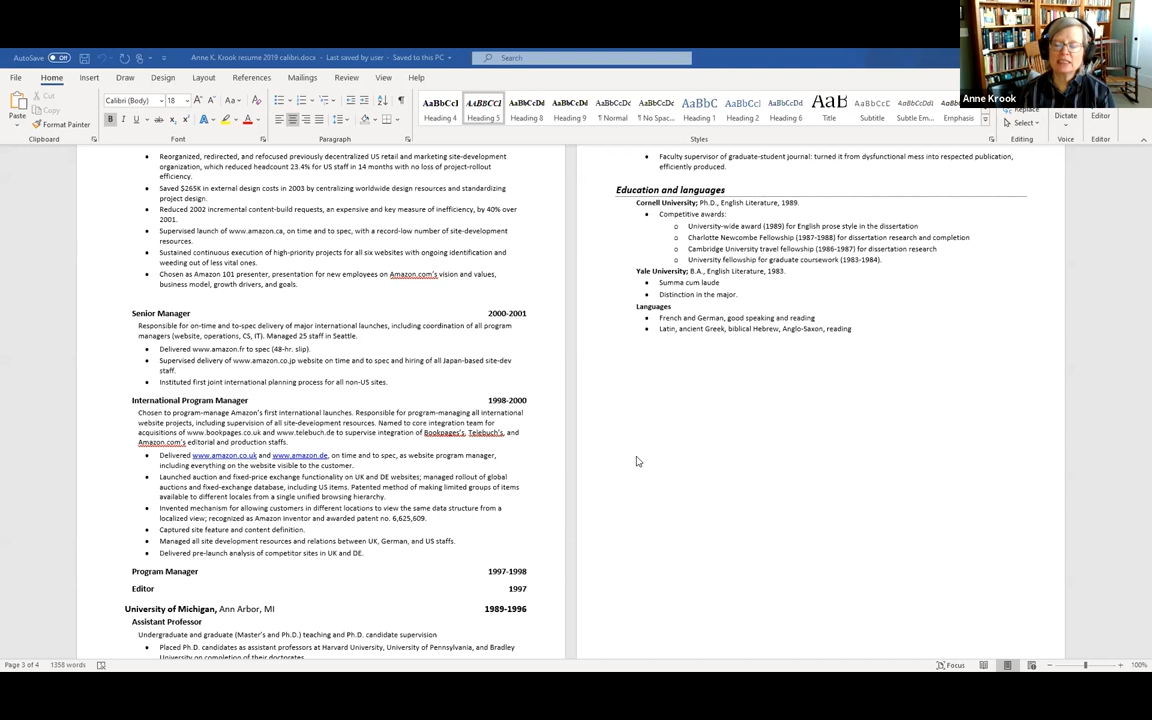 AutoSave Off
Anne K. Krook resume 2019 calibri.docx - Last saved by user - Saved to this PC
Search
File Home Insert Draw Design Layout References Mailings Review View Help
Paste
Cut
Copy
Format Painter
Clipboard
Calibri (Body) 18
Font
Paragraph
AaBbCcI Heading 4
AABBCC1 Heading 5
AaBbCcDd Heading 8
AaBbCcDd Heading 9
AaBbCcDc ¶ Normal
AaBbCcDc ¶ No Spac...
AaBbC Heading 1
AaBbCcD Heading 2
AaBbCcD Heading 6
AaB Title
AaBbCcD Subtitle
AaBbCcDd Subtle Em...
AaBbCcDd Emphasis
Styles
Replace
Select
Editing
Dictate
Voice
Editor
Editor
Anne Krook
• Reorganized, redirected, and refocused previously decentralized US retail and marketing site-development
organization, which reduced headcount 23.4% for US staff in 14 months with no loss of project-rollout
efficiency.
• Saved $265K in external design costs in 2003 by centralizing worldwide design resources and standardizing
project design.
• Reduced 2002 incremental content-build requests, an expensive and key measure of inefficiency, by 40% over
2001.
• Supervised launch of www.amazon.ca, on time and to spec, with a record-low number of site-development
resources.
• Sustained continuous execution of high-priority projects for all six websites with ongoing identification and
weeding out of less vital ones.
• Chosen as Amazon 101 presenter, presentation for new employees on Amazon.com's vision and values,
business model, growth drivers, and goals.
Senior Manager 2000-2001
Responsible for on-time and to-spec delivery of major international launches, including coordination of all program
managers (website, operations, CS, IT). Managed 25 staff in Seattle.
• Delivered www.amazon.fr to spec (48-hr. slip).
• Supervised delivery of www.amazon.co.jp website on time and to spec and hiring of all Japan-based site-dev
staff.
• Instituted first joint international planning process for all non-US sites.
International Program Manager 1998-2000
Chosen to program-manage Amazon's first international launches. Responsible for program-managing all international
website projects, including supervision of all site-development resources. Named to core integration team for
acquisitions of www.bookpages.co.uk and www.telebuch.de to supervise integration of Bookpages's, Telebuch's, and
Amazon.com's editorial and production staffs.
• Delivered www.amazon.co.uk and www.amazon.de, on time and to spec, as website program manager,
including everything on the website visible to the customer.
• Launched auction and fixed-price exchange functionality on UK and DE websites; managed rollout of global
auctions and fixed-exchange database, including US items. Patented method of making limited groups of items
available to different locales from a single unified browsing hierarchy.
• Invented mechanism for allowing customers in different locations to view the same data structure from a
localized view; recognized as Amazon inventor and awarded patent no. 6,625,609.
• Captured site feature and content definition.
• Managed all site development resources and relations between UK, German, and US staffs.
• Delivered pre-launch analysis of competitor sites in UK and DE.
Program Manager 1997-1998
Editor 1997
University of Michigan, Ann Arbor, MI 1989-1996
Assistant Professor
Undergraduate and graduate (Master's and Ph.D.) teaching and Ph.D. candidate supervision
• Placed Ph.D. candidates as assistant professors at Harvard University, University of Pennsylvania, and Bradley
University on completion of their doctorates.
• Faculty supervisor of graduate-student journal: turned it from dysfunctional mess into respected publication,
efficiently produced.
Education and languages
Cornell University; Ph.D., English Literature, 1989.
• Competitive awards:
o University-wide award (1989) for English prose style in the dissertation
o Charlotte Newcombe Fellowship (1987-1988) for dissertation research and completion
o Cambridge University travel fellowship (1986-1987) for dissertation research
o University fellowship for graduate coursework (1983-1984).
Yale University; B.A., English Literature, 1983.
• Summa cum laude
• Distinction in the major.
Languages
• French and German, good speaking and reading
• Latin, ancient Greek, biblical Hebrew, Anglo-Saxon, reading
Page 3 of 4 1358 words
Focus
100%